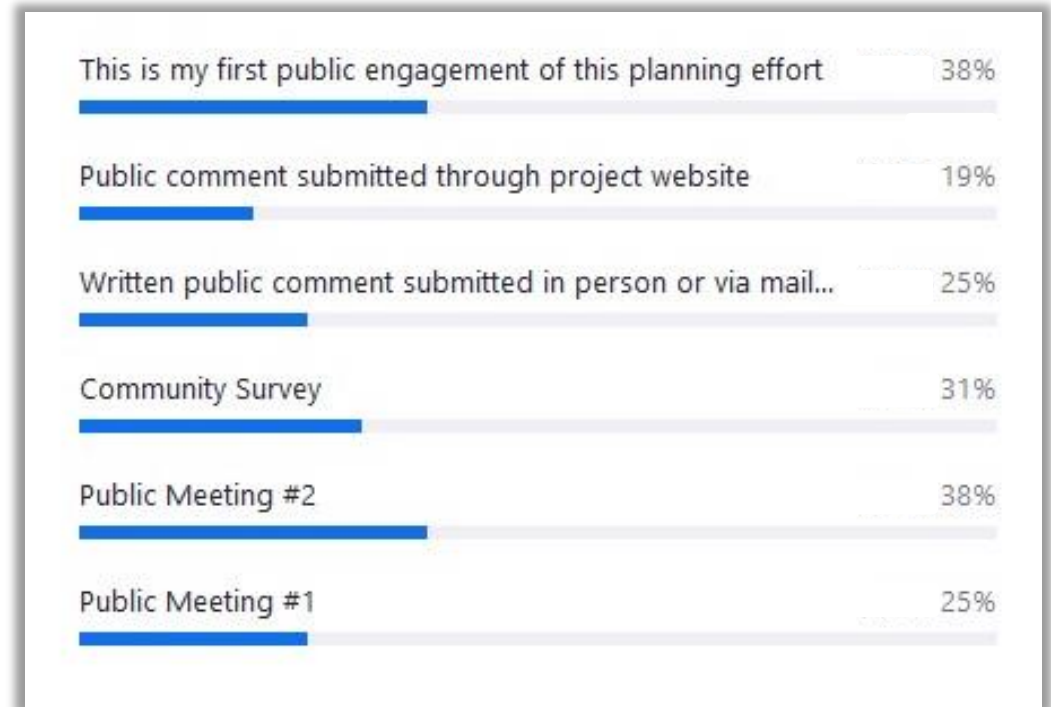 This is my first public engagement of this planning effort 38%
Public comment submitted through project website 19%
Written public comment submitted in person or via mail... 25%
Community Survey 31%
Public Meeting #2 38%
Public Meeting #1 25%